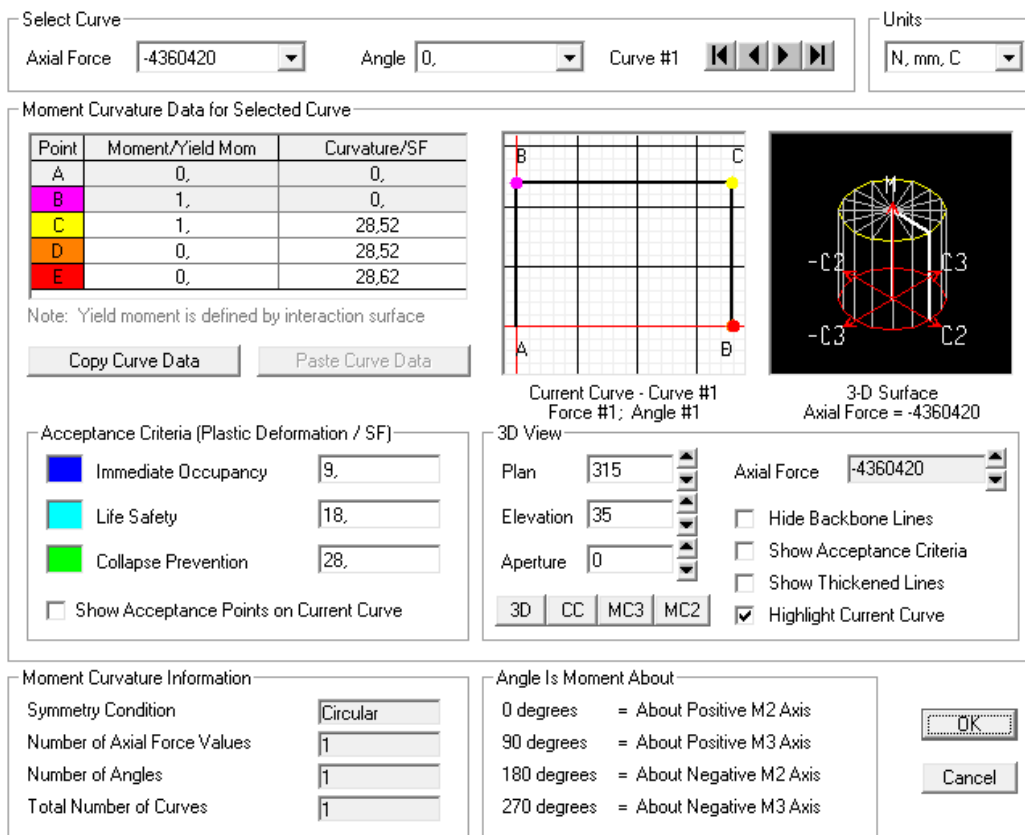 Select Curve
Axial Force -4360420 Angle 0, Curve #1
Units
N, mm, C
Moment Curvature Data for Selected Curve
Point Moment/Yield Mom Curvature/SF
A 0, 0,
B 1, 0,
C 1, 28,52
D 0, 28,52
E 0, 28,62
Note: Yield moment is defined by interaction surface
Copy Curve Data Paste Curve Data
B C
A
Current Curve - Curve #1
Force #1; Angle #1
M
-C2 C3
-C3 C2
3-D Surface
Axial Force = -4360420
Acceptance Criteria (Plastic Deformation / SF)
Immediate Occupancy 9,
Life Safety 18,
Collapse Prevention 28,
Show Acceptance Points on Current Curve
3D View
Plan 315
Elevation 35
Aperture 0
3D CC MC3 MC2
Axial Force -4360420
Hide Backbone Lines
Show Acceptance Criteria
Show Thickened Lines
Highlight Current Curve
Moment Curvature Information
Symmetry Condition Circular
Number of Axial Force Values 1
Number of Angles 1
Total Number of Curves 1
Angle Is Moment About
0 degrees = About Positive M2 Axis
90 degrees = About Positive M3 Axis
180 degrees = About Negative M2 Axis
270 degrees = About Negative M3 Axis
OK
Cancel